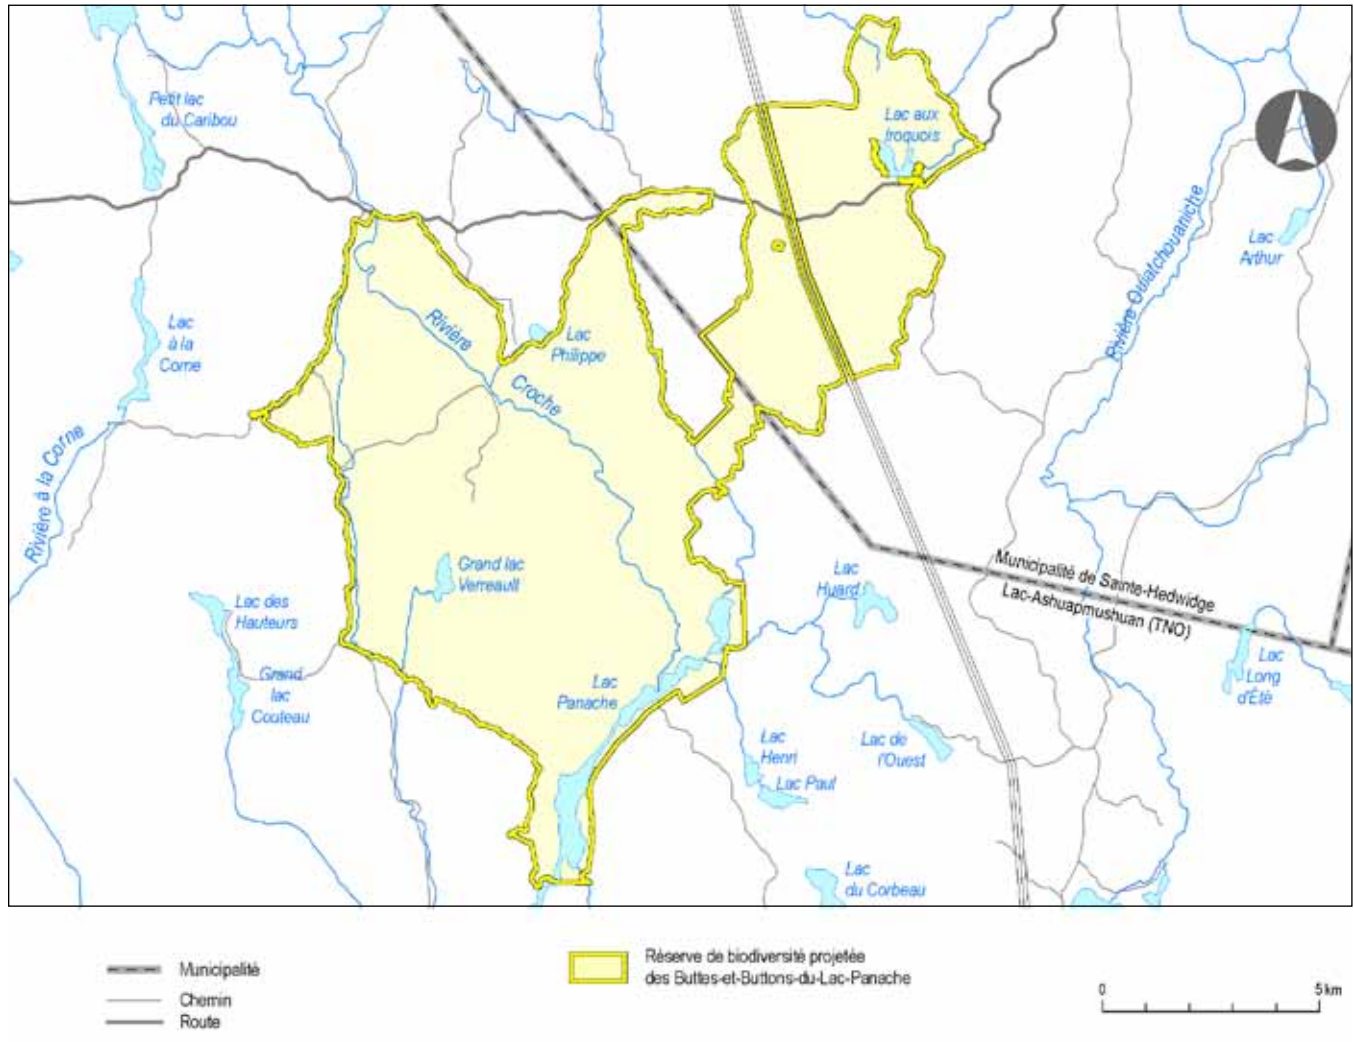 Petit lac
du Caribou
Lac aux
Iroquois
Rivière Ouiatchouaniche
Lac
Arthur
Lac
à la
Corne
Rivière
Croche
Lac
Philippe
Rivière à la Corne
Grand lac
Verreault
Lac
Huard
Municipalité de Sainte-Hedwidge
Lac-Ashuapmushuan (TNO)
Lac des
Hauteurs
Grand
lac
Couteau
Lac
Panache
Lac
Long
d'Été
Lac
Henri
Lac Paul
Lac de
l'Ouest
Lac
du Corbeau
Municipalité
Chemin
Route
Réserve de biodiversité projetée
des Buttes-et-Buttons-du-Lac-Panache
0 5 km